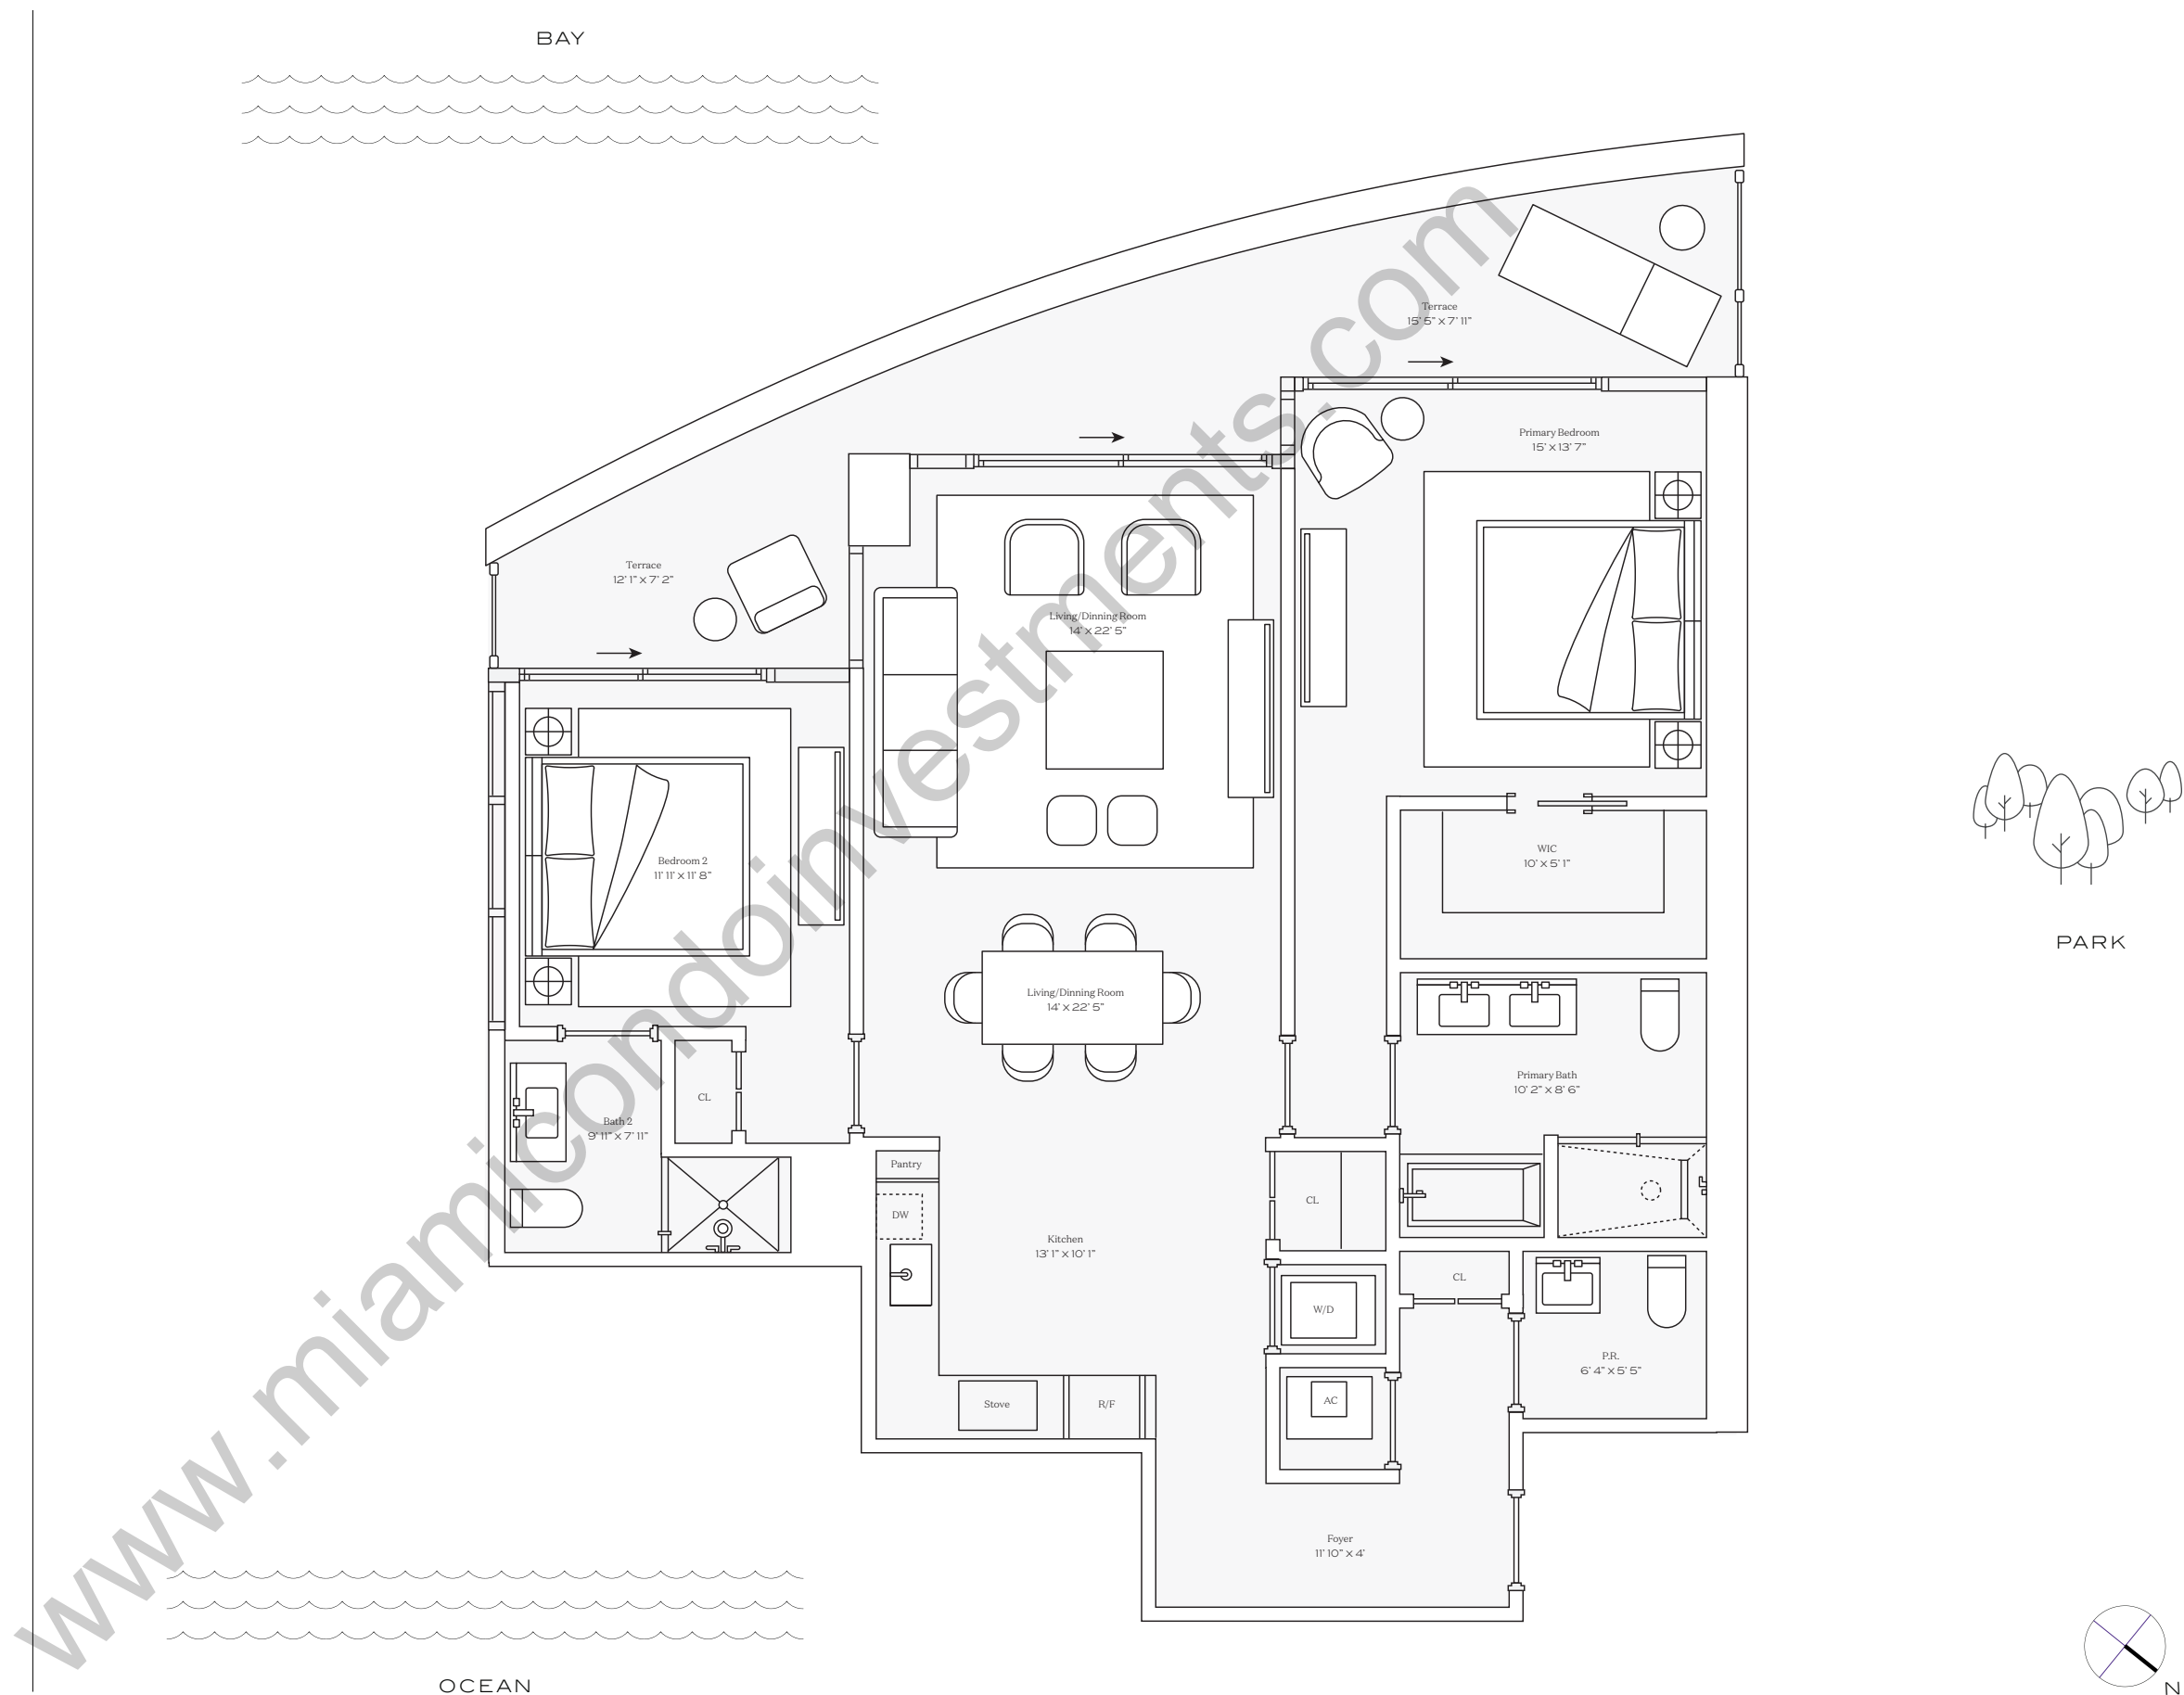 BAY
Terrace
15' 5" x 7' 11"
Primary Bedroom
15' x 13' 7"
Terrace
12' 1" x 7' 2"
Living/Dinning Room
14' x 22' 5"
WIC
10' x 5' 1"
Bedroom 2
11' 11" x 11' 8"
PARK
Living/Dinning Room
14' x 22' 5"
Primary Bath
10' 2" x 8' 6"
CL
Bath 2
9' 11" x 7' 11"
Pantry
CL
DW
Kitchen
13' 1" x 10' 1"
CL
W/D
P.R.
6' 4" x 5' 5"
AC
Stove
R/F
Foyer
11' 10" x 4'
OCEAN
N
www.miamicondoinvestments.com